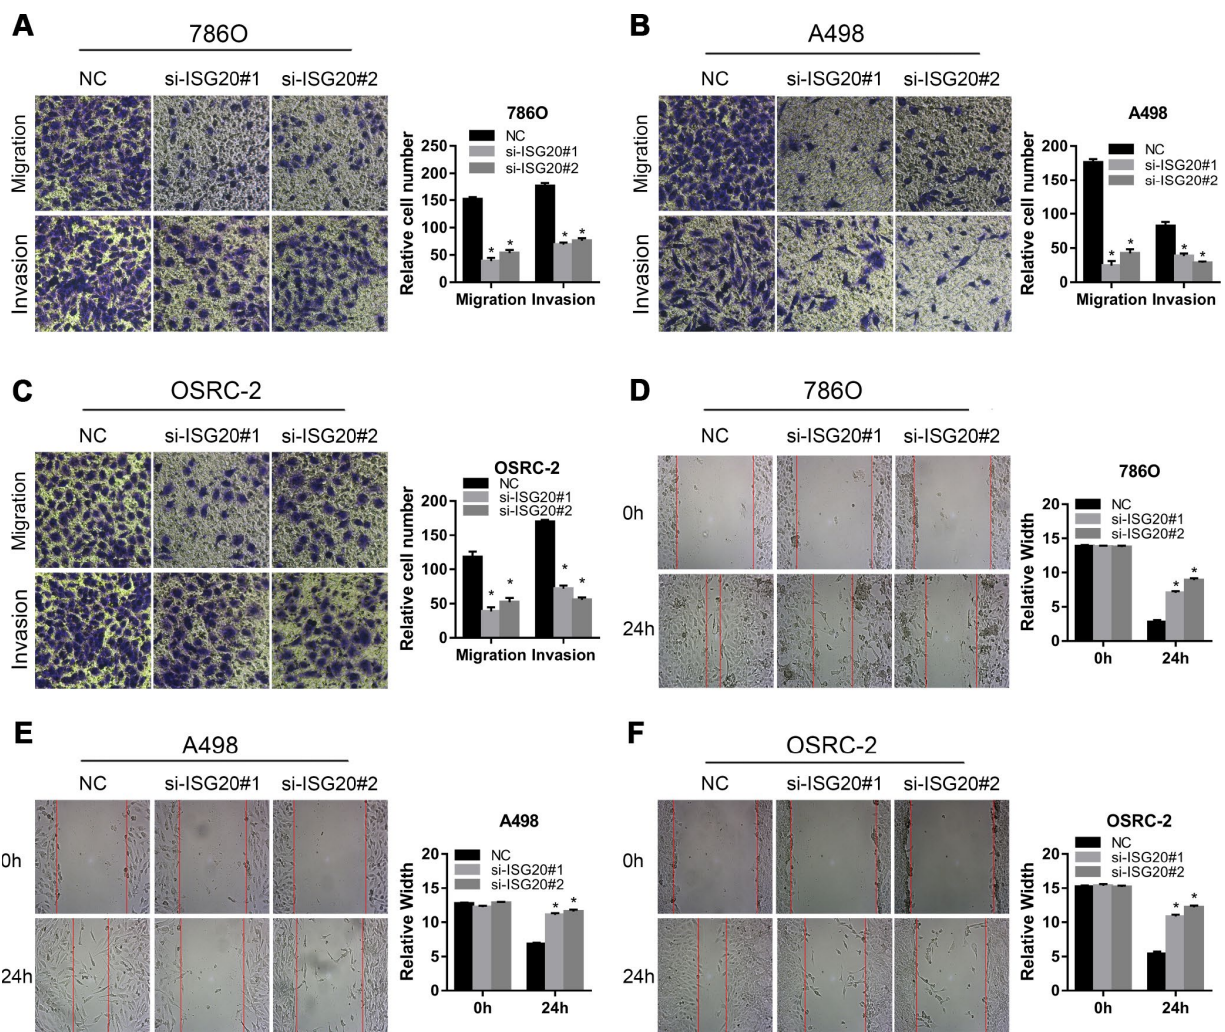 A
786O
NC si-ISG20#1 si-ISG20#2
Migration
Invasion
786O
NC
si-ISG20#1
si-ISG20#2
Relative cell number
250
200
150
100
50
0
* * * *
Migration Invasion
B
A498
NC si-ISG20#1 si-ISG20#2
Migration
Invasion
A498
NC
si-ISG20#1
si-ISG20#2
Relative cell number
200
150
100
50
0
* * * *
Migration Invasion
C
OSRC-2
NC si-ISG20#1 si-ISG20#2
Migration
Invasion
OSRC-2
NC
si-ISG20#1
si-ISG20#2
Relative cell number
200
150
100
50
0
* * * *
Migration Invasion
D
786O
NC si-ISG20#1 si-ISG20#2
0h
24h
786O
NC
si-ISG20#1
si-ISG20#2
Relative Width
20
15
10
5
0
* *
0h 24h
E
A498
NC si-ISG20#1 si-ISG20#2
0h
24h
A498
NC
si-ISG20#1
si-ISG20#2
Relative Width
20
15
10
5
0
* *
0h 24h
F
OSRC-2
NC si-ISG20#1 si-ISG20#2
0h
24h
OSRC-2
NC
si-ISG20#1
si-ISG20#2
Relative Width
20
15
10
5
0
* *
0h 24h